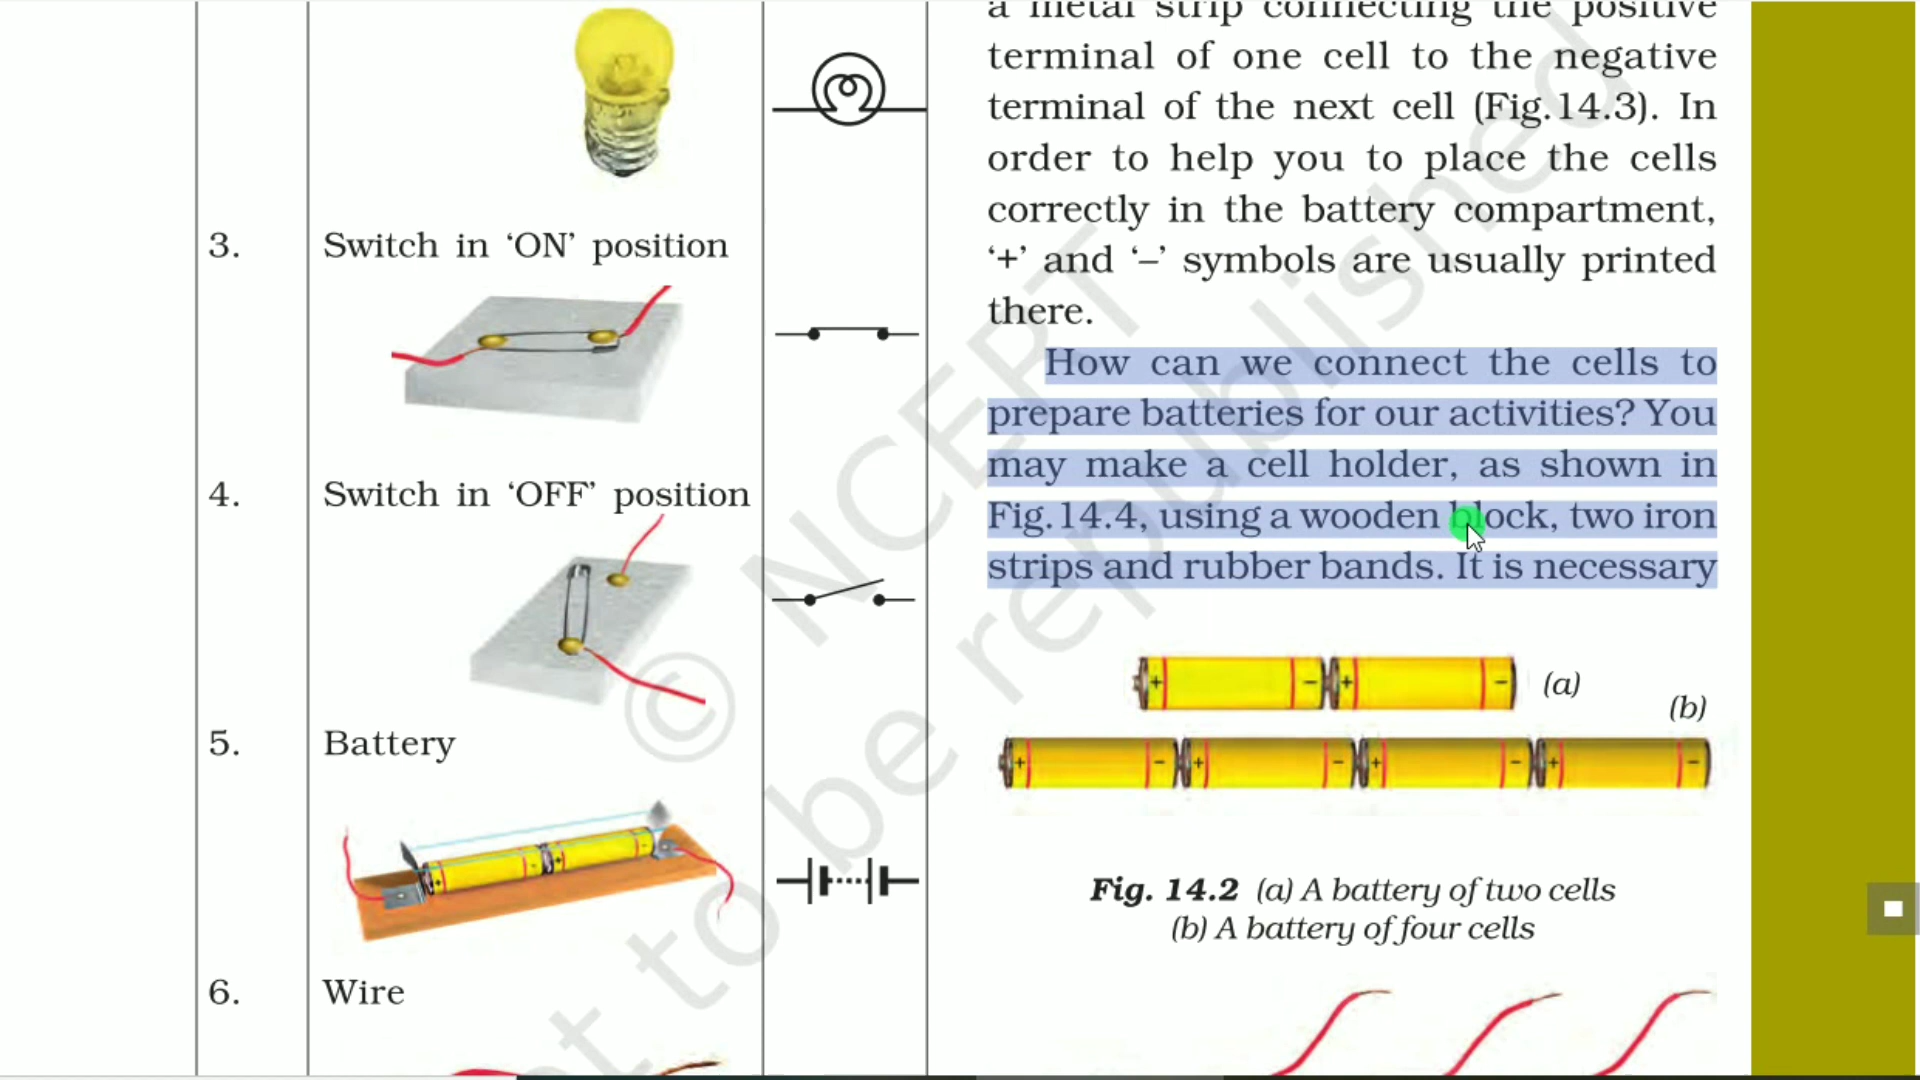 3.
Switch in ‘ON’ position
4.
Switch in ‘OFF’ position
5.
Battery
6.
Wire
a metal strip connecting the positive
terminal of one cell to the negative
terminal of the next cell (Fig.14.3). In
order to help you to place the cells
correctly in the battery compartment,
‘+’ and ‘–’ symbols are usually printed
there.
How can we connect the cells to
prepare batteries for our activities? You
may make a cell holder, as shown in
Fig.14.4, using a wooden block, two iron
strips and rubber bands. It is necessary
+ – + – (a)
(b)
+ – + – + – + –
Fig. 14.2 (a) A battery of two cells
(b) A battery of four cells
© NCERT
not to be republished